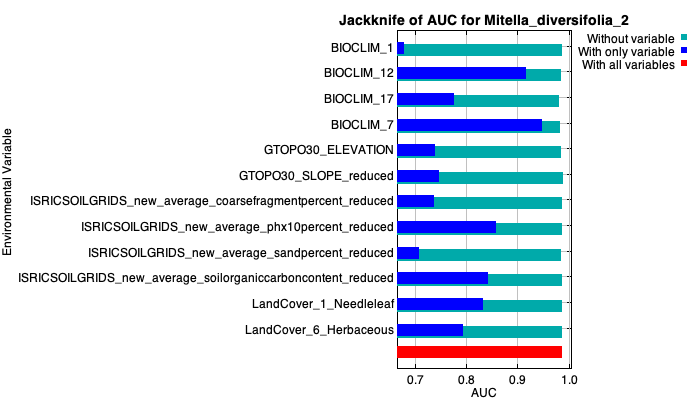 Jackknife of AUC for Mitella_diversifolia_2
Without variable
With only variable
With all variables
Environmental Variable
BIOCLIM_1
BIOCLIM_12
BIOCLIM_17
BIOCLIM_7
GTOPO30_ELEVATION
GTOPO30_SLOPE_reduced
ISRICSOILGRIDS_new_average_coarsefragmentpercent_reduced
ISRICSOILGRIDS_new_average_phx10percent_reduced
ISRICSOILGRIDS_new_average_sandpercent_reduced
ISRICSOILGRIDS_new_average_soilorganiccarboncontent_reduced
LandCover_1_Needleleaf
LandCover_6_Herbaceous
0.7 0.8 0.9 1.0
AUC